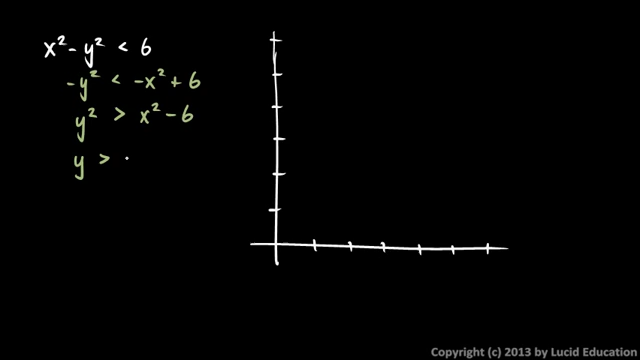 x² - y² < 6
-y² < -x² + 6
y² > x² - 6
y >
Copyright (c) 2013 by Lucid Education